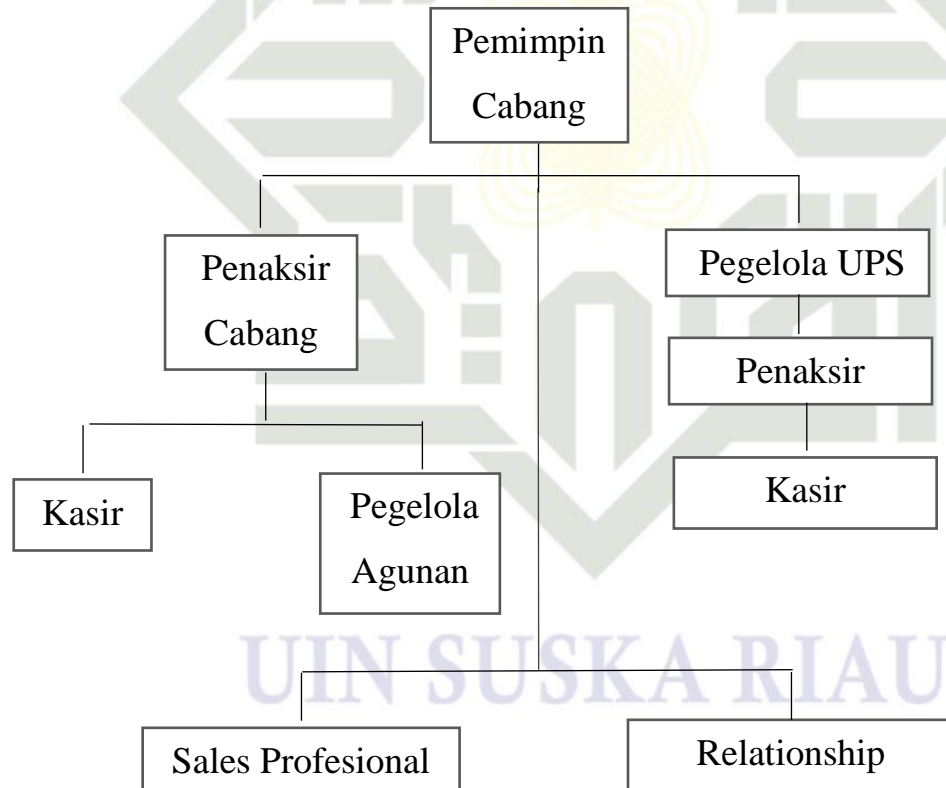 Pemimpin
Cabang
Penaksir
Cabang
Pegelola UPS
Penaksir
Kasir
Kasir
Pegelola
Agunan
UIN SUSKA RIAU
Sales Profesional
Relationship